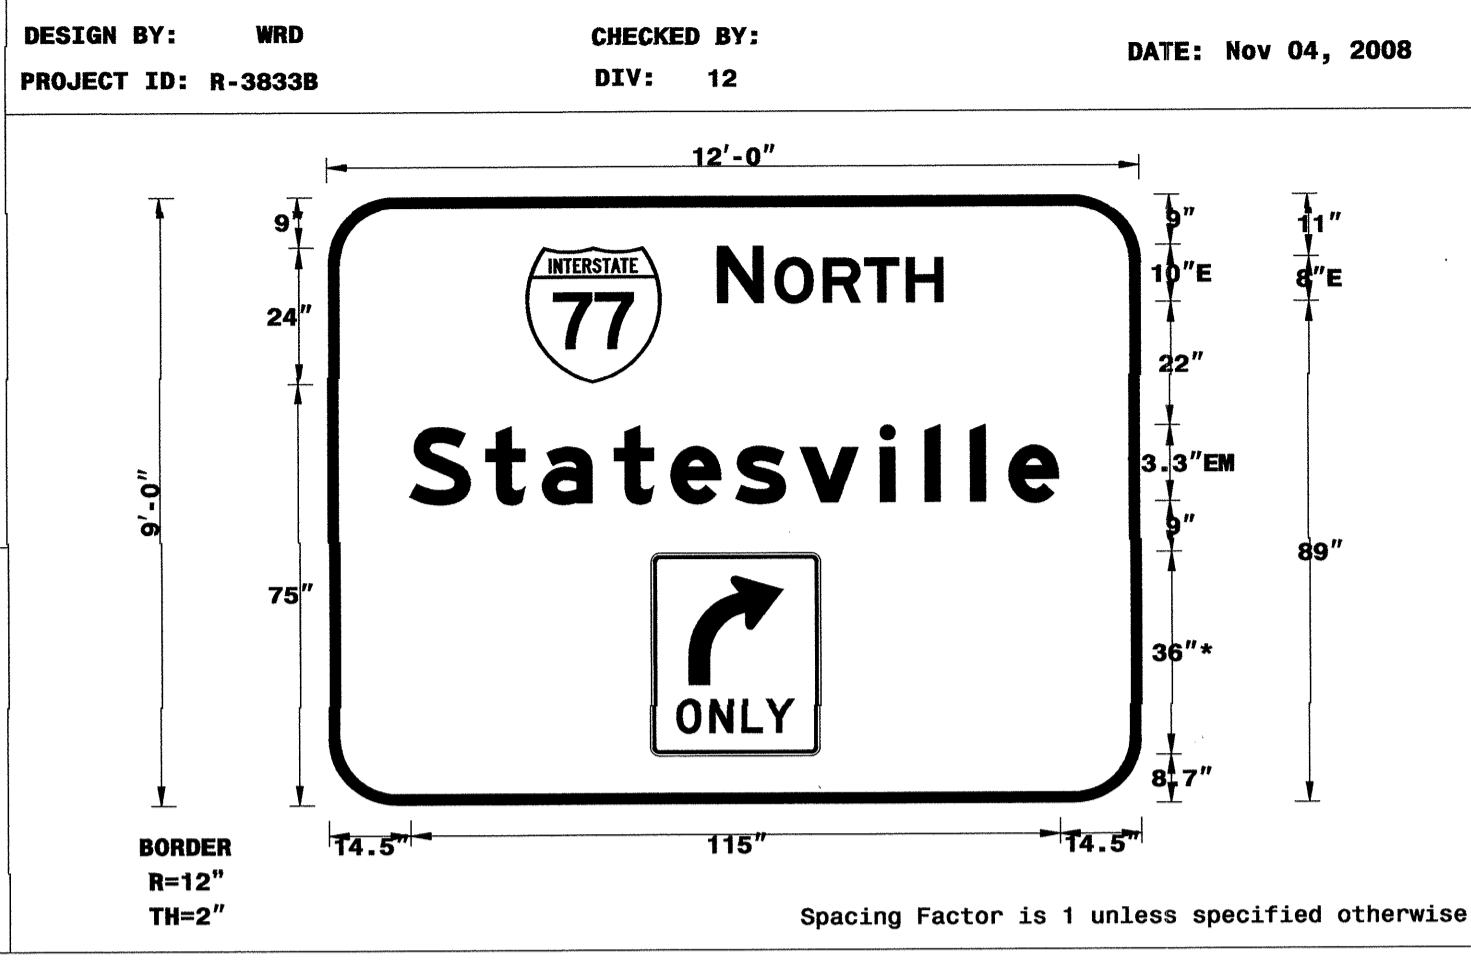 DESIGN BY: WRD CHECKED BY: DATE: Nov 04, 2008
PROJECT ID: R-3833B DIV: 12
12'-0"
9" 9" 11"
INTERSTATE NORTH 10"E 8"E
24" 77
22"
Statesville 3.3"EM
9'-0" 9"
89"
75"
36"*
ONLY
8.7"
14.5" 115" 14.5"
BORDER
R=12"
TH=2" Spacing Factor is 1 unless specified otherwise